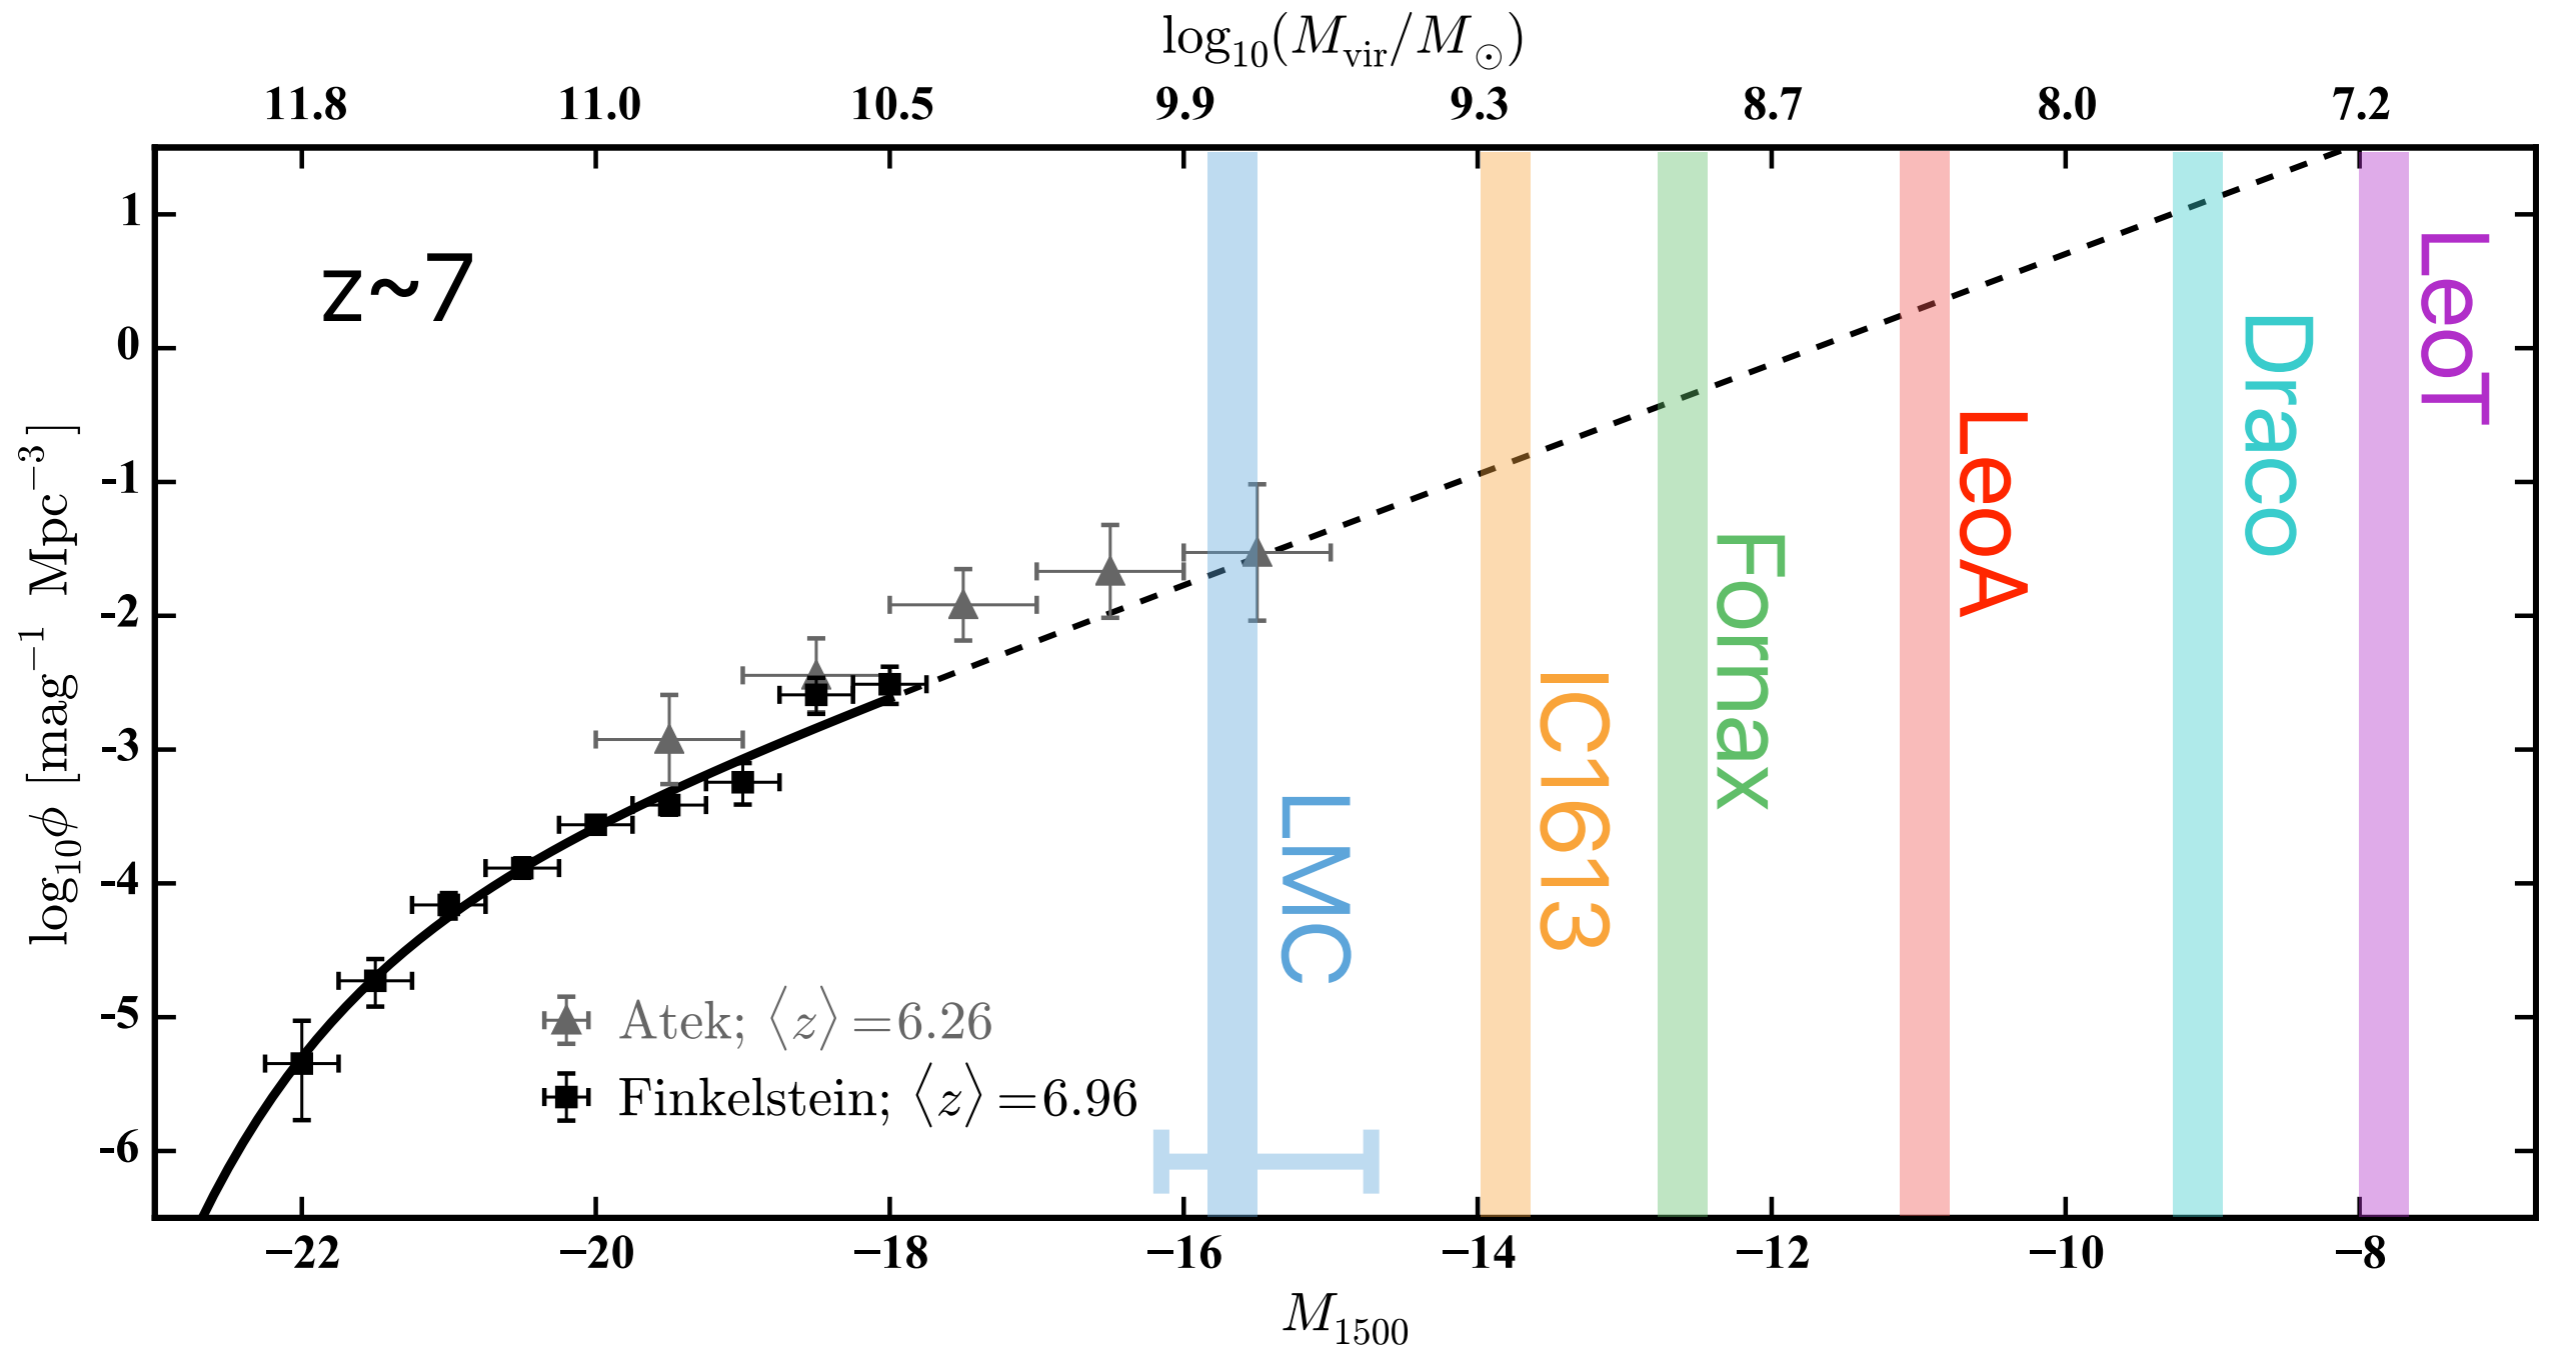 log₁₀(M_vir/M_⊙)
11.8 11.0 10.5 9.9 9.3 8.7 8.0 7.2
z~7
log₁₀ϕ [mag⁻¹ Mpc⁻³]
1
0
-1
-2
-3
-4
-5
-6
LeoT
Draco
LeoA
Fornax
IC1613
LMC
Atek; ⟨z⟩=6.26
Finkelstein; ⟨z⟩=6.96
−22 −20 −18 −16 −14 −12 −10 −8
M₁₅₀₀